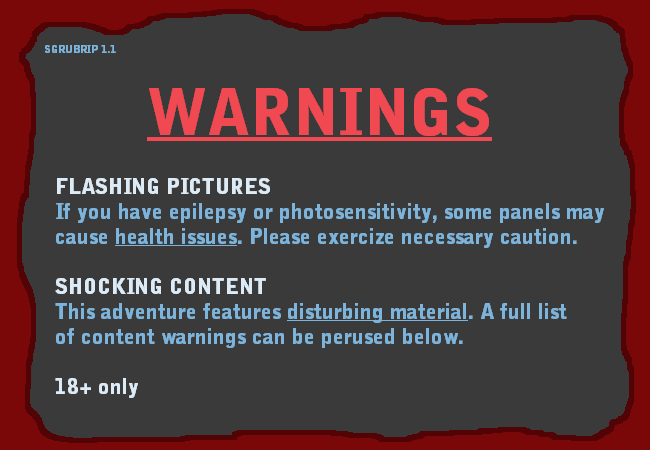 SGRUBRIP 1.1
WARNINGS
FLASHING PICTURES
If you have epilepsy or photosensitivity, some panels may
cause health issues. Please exercize necessary caution.
SHOCKING CONTENT
This adventure features disturbing material. A full list
of content warnings can be perused below.
18+ only